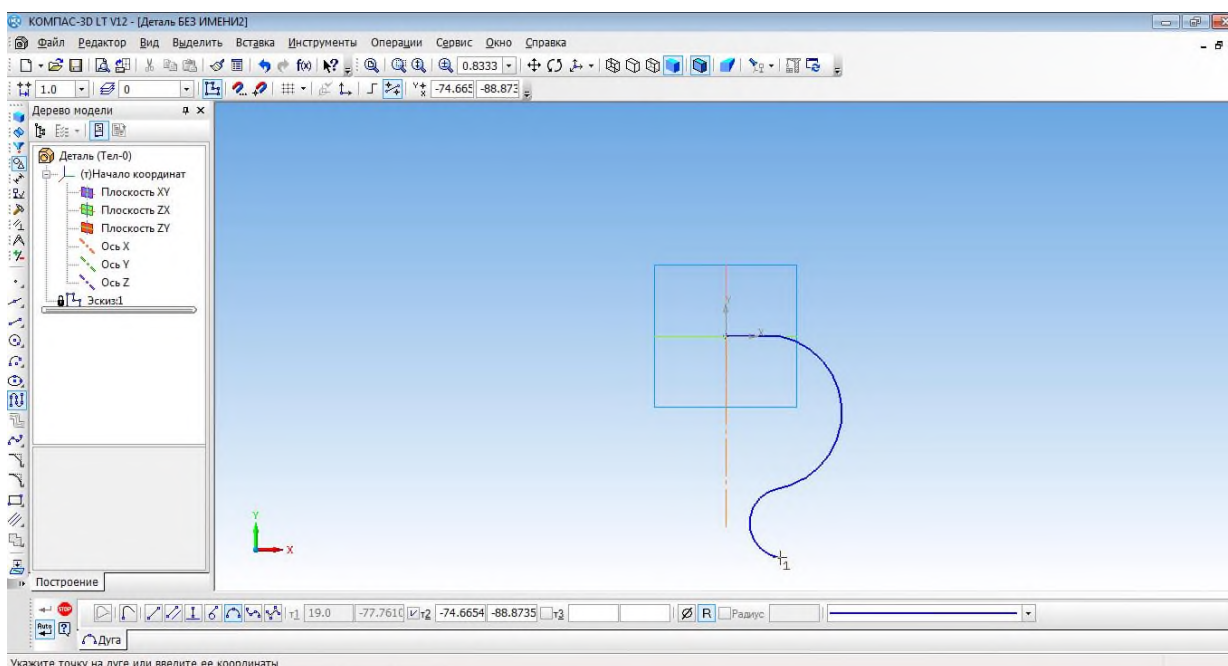 КОМПАС-3D LT V12 - [Деталь БЕЗ ИМЕНИ2]
Файл Редактор Вид Выделить Вставка Инструменты Операции Сервис Окно Справка
f(x) 0.8333
1.0 0 -74.665 -88.873
Дерево модели
Деталь (Тел-0)
(т)Начало координат
Плоскость XY
Плоскость ZX
Плоскость ZY
Ось X
Ось Y
Ось Z
Эскиз:1
Y
X
1
Y
X
Построение
т1 19.0 -77.7610 т2 -74.6654 -88.8735 т3 R Радиус
Auto
Дуга
Укажите точку на дуге или введите ее координаты